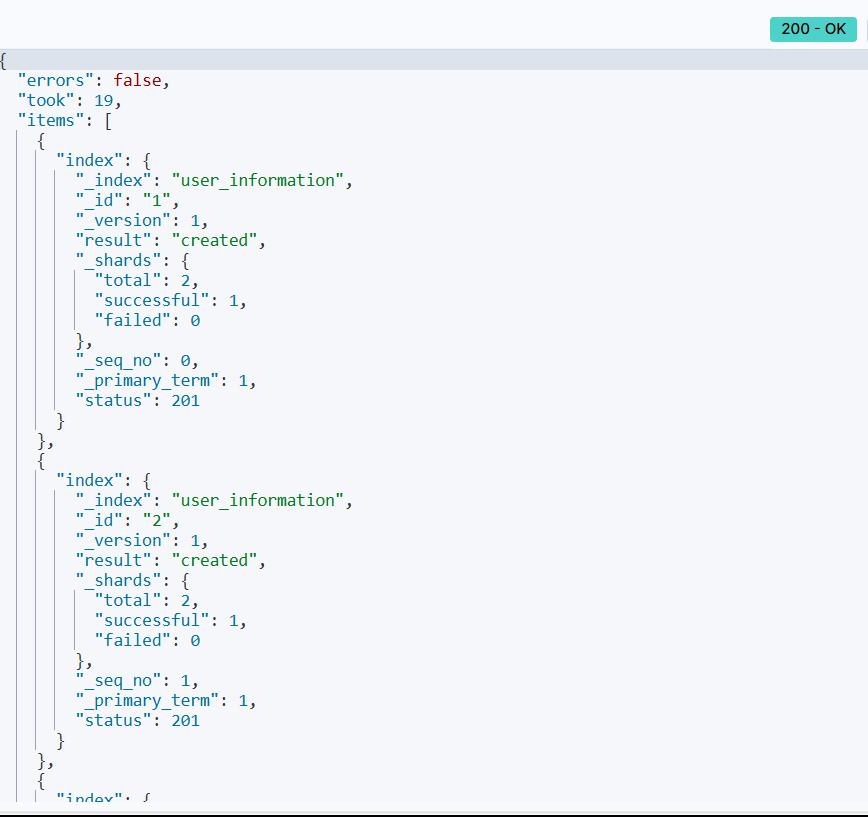 200 - OK
{
"errors": false,
"took": 19,
"items": [
{
"index": {
"_index": "user_information",
"_id": "1",
"_version": 1,
"result": "created",
"_shards": {
"total": 2,
"successful": 1,
"failed": 0
},
"_seq_no": 0,
"_primary_term": 1,
"status": 201
}
},
{
"index": {
"_index": "user_information",
"_id": "2",
"_version": 1,
"result": "created",
"_shards": {
"total": 2,
"successful": 1,
"failed": 0
},
"_seq_no": 1,
"_primary_term": 1,
"status": 201
}
},
{
"index": {